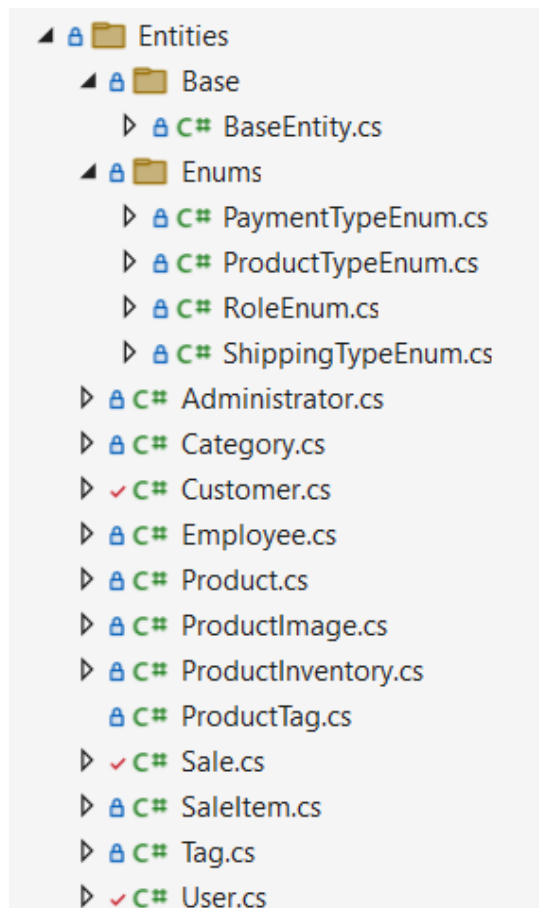 Entities
Base
C# BaseEntity.cs
Enums
C# PaymentTypeEnum.cs
C# ProductTypeEnum.cs
C# RoleEnum.cs
C# ShippingTypeEnum.cs
C# Administrator.cs
C# Category.cs
C# Customer.cs
C# Employee.cs
C# Product.cs
C# ProductImage.cs
C# ProductInventory.cs
C# ProductTag.cs
C# Sale.cs
C# SaleItem.cs
C# Tag.cs
C# User.cs